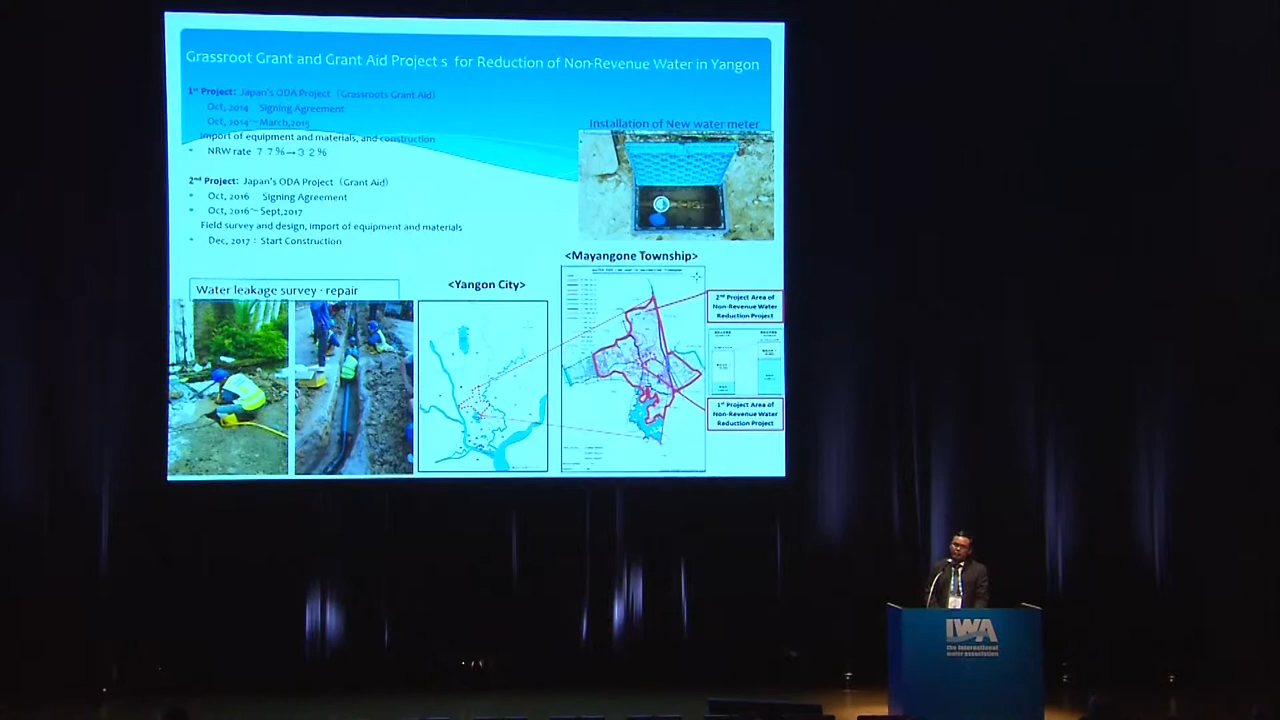 Grassroot Grant and Grant Aid Project s for Reduction of Non-Revenue Water in Yangon
1st Project: Japan's ODA Project (Grassroots Grant Aid)
Oct, 2014 Signing Agreement
Oct, 2014~March,2015
Import of equipment and materials, and construction
• NRW rate 77%→32%
2nd Project: Japan's ODA Project (Grant Aid)
• Oct, 2016 Signing Agreement
• Oct, 2016~Sept,2017
Field survey and design, import of equipment and materials
• Dec, 2017: Start Construction
Installation of New water meter
Water leakage survey · repair
<Yangon City>
<Mayangone Township>
2nd Project Area of
Non-Revenue Water
Reduction Project
1st Project Area of
Non-Revenue Water
Reduction Project
IWA
the international
water association